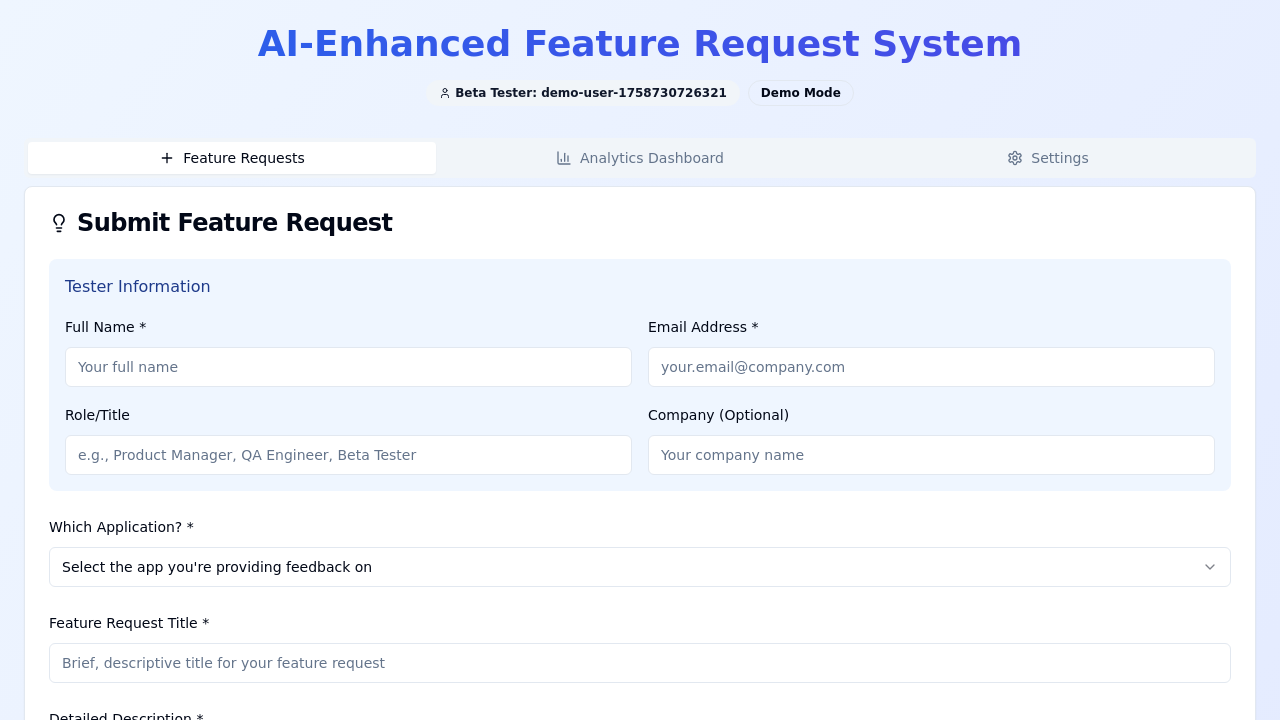 AI-Enhanced Feature Request System
Beta Tester: demo-user-1758730726321
Demo Mode
Feature Requests
Analytics Dashboard
Settings
Submit Feature Request
Tester Information
Full Name *
Email Address *
Your full name
your.email@company.com
Role/Title
Company (Optional)
e.g., Product Manager, QA Engineer, Beta Tester
Your company name
Which Application? *
Select the app you're providing feedback on
Feature Request Title *
Brief, descriptive title for your feature request
Detailed Description *